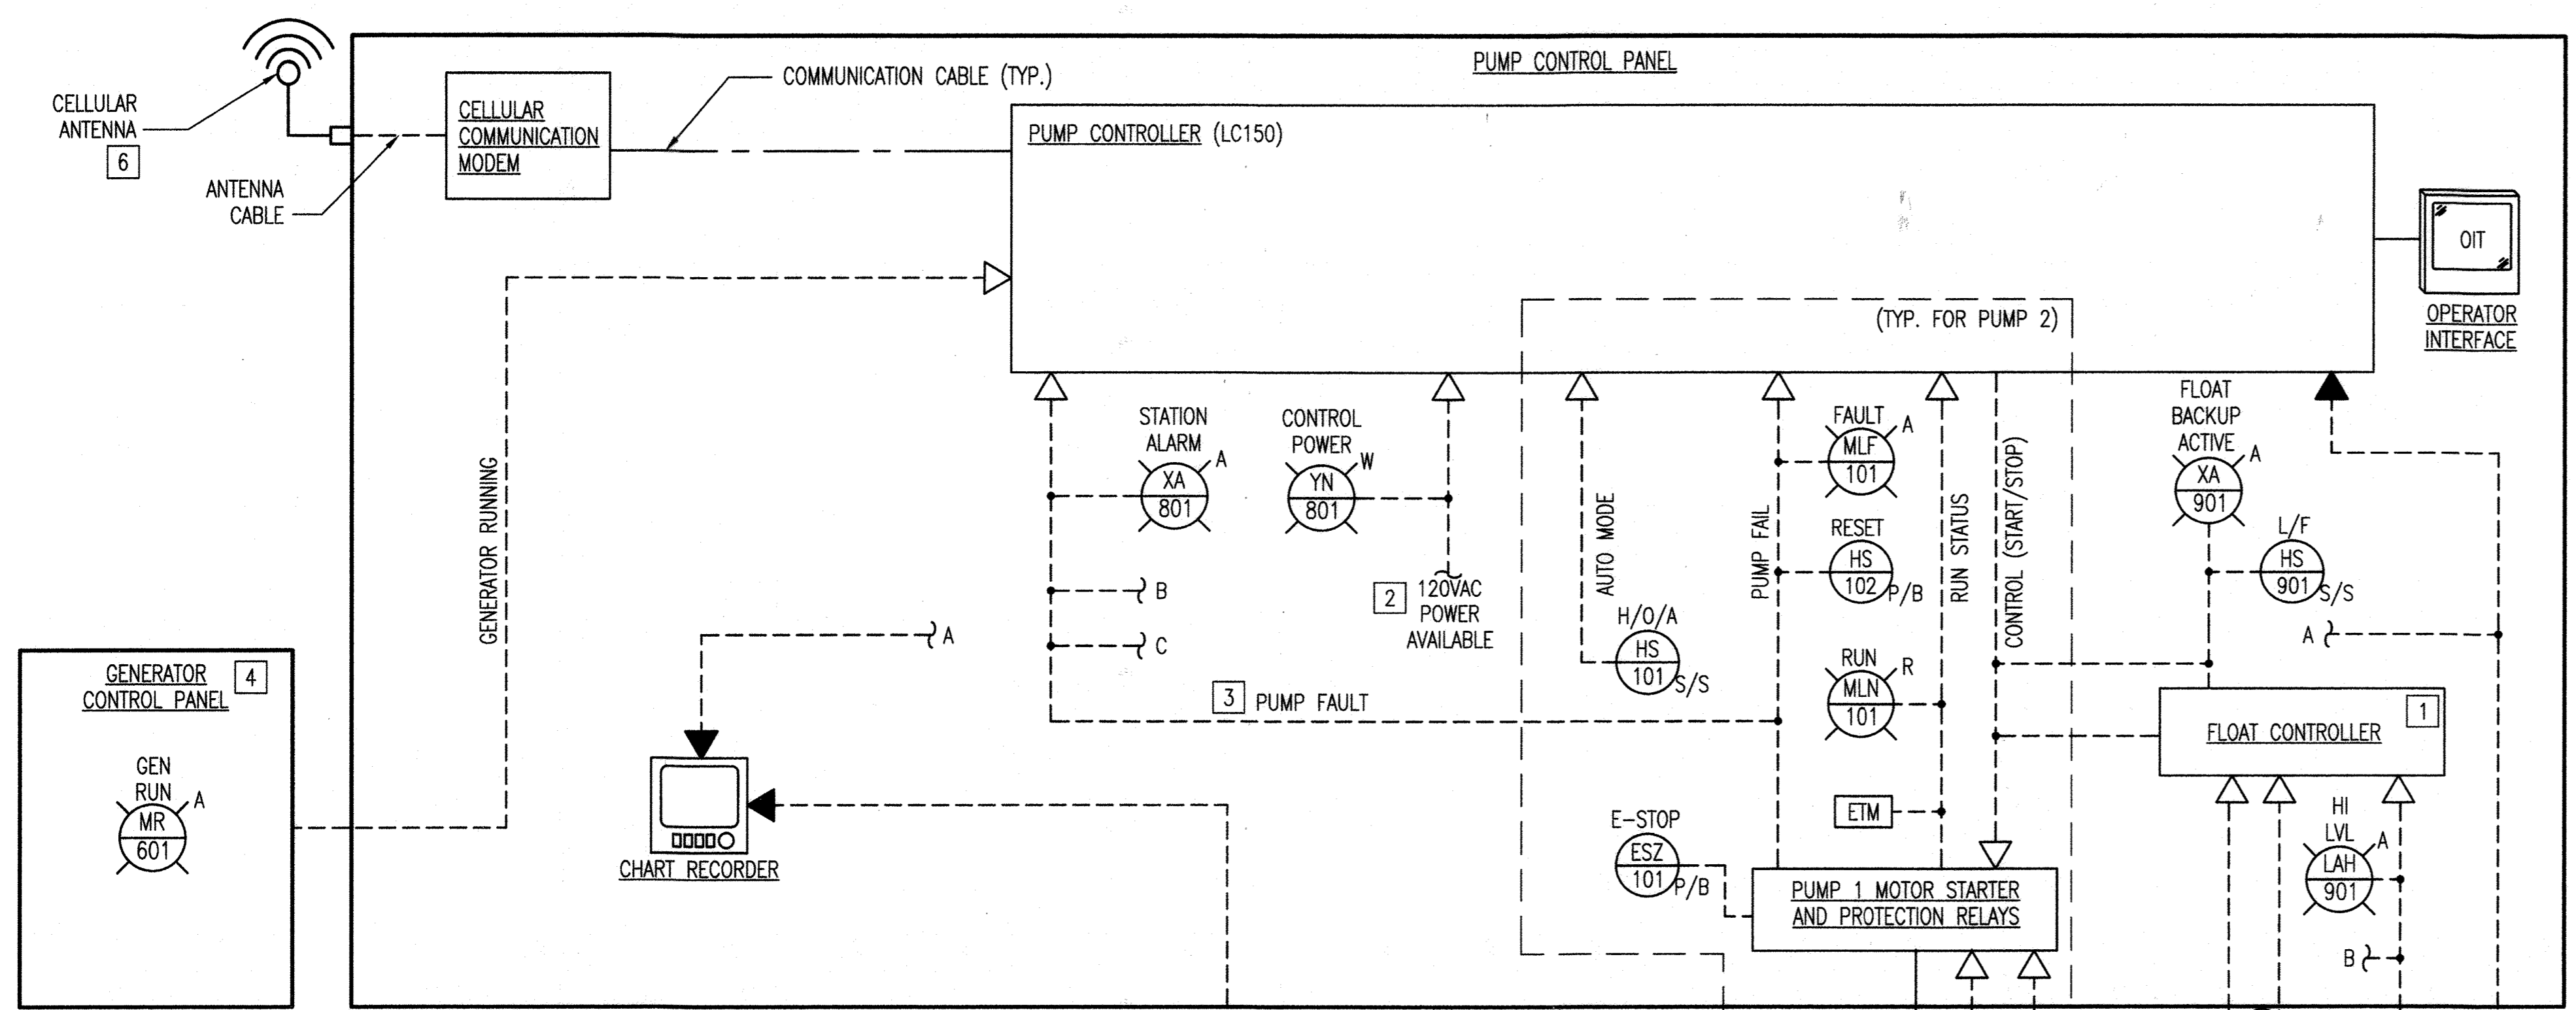 PUMP CONTROL PANEL
CELLULAR
ANTENNA
6
ANTENNA
CABLE
CELLULAR
COMMUNICATION
MODEM
COMMUNICATION CABLE (TYP.)
PUMP CONTROLLER (LC150)
OIT
OPERATOR
INTERFACE
(TYP. FOR PUMP 2)
GENERATOR RUNNING
STATION
ALARM
A
XA
801
CONTROL
POWER
W
YN
801
B
C
2
120VAC
POWER
AVAILABLE
3
PUMP FAULT
A
AUTO MODE
H/O/A
HS
101
S/S
PUMP FAIL
FAULT
A
MLF
101
RESET
HS
102
P/B
RUN STATUS
RUN
R
MLN
101
ETM
CONTROL (START/STOP)
FLOAT
BACKUP
ACTIVE
A
XA
901
L/F
HS
901
S/S
A
1
FLOAT CONTROLLER
GENERATOR
CONTROL PANEL
4
GEN
RUN
A
MR
601
CHART RECORDER
E-STOP
ESZ
101
P/B
PUMP 1 MOTOR STARTER
AND PROTECTION RELAYS
HI
LVL
A
LAH
901
B